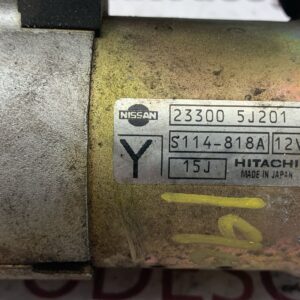 NISSAN
23300 5J201
Y
S114-818A 12V
15J HITACHI
MADE IN JAPAN